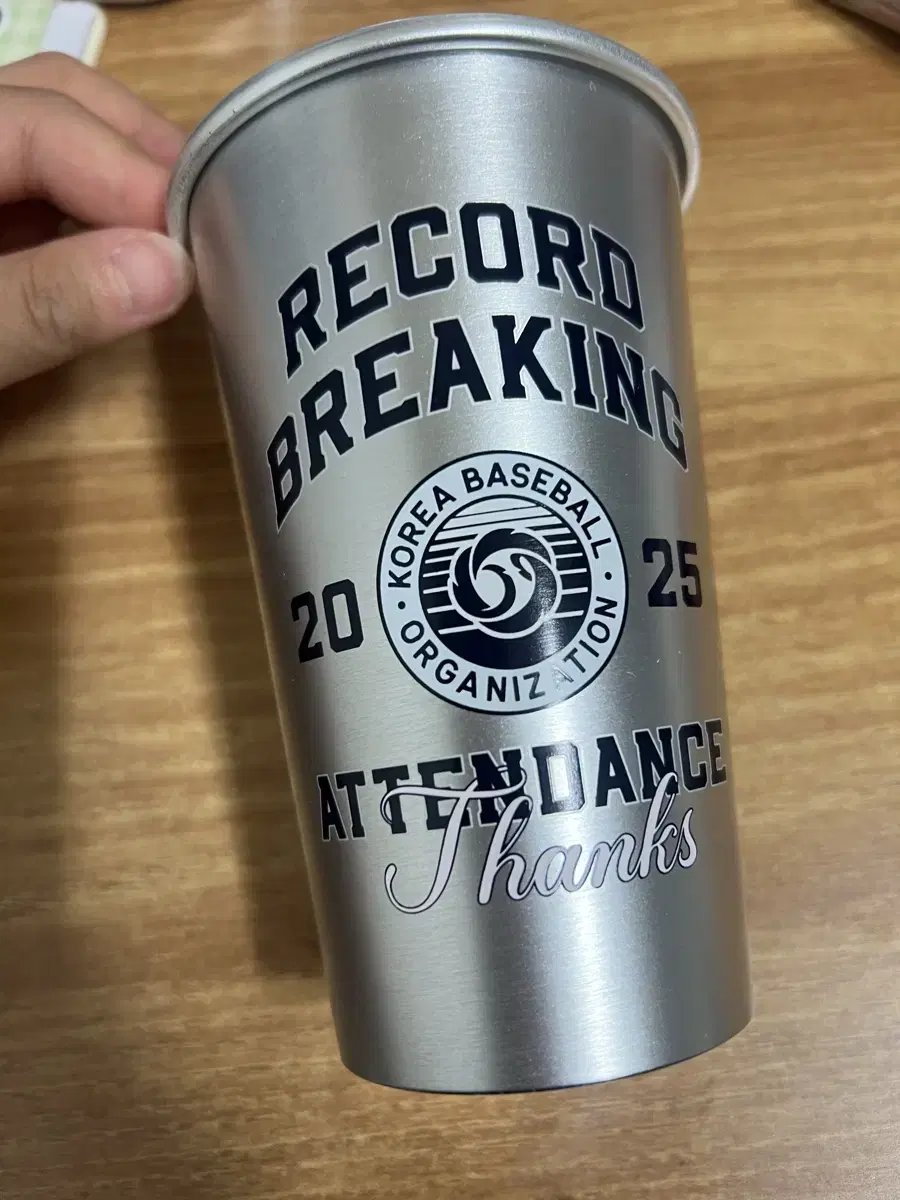 RECORD
BREAKING
KOREA BASEBALL
ORGANIZATION
20 25
ATTENDANCE
Thanks